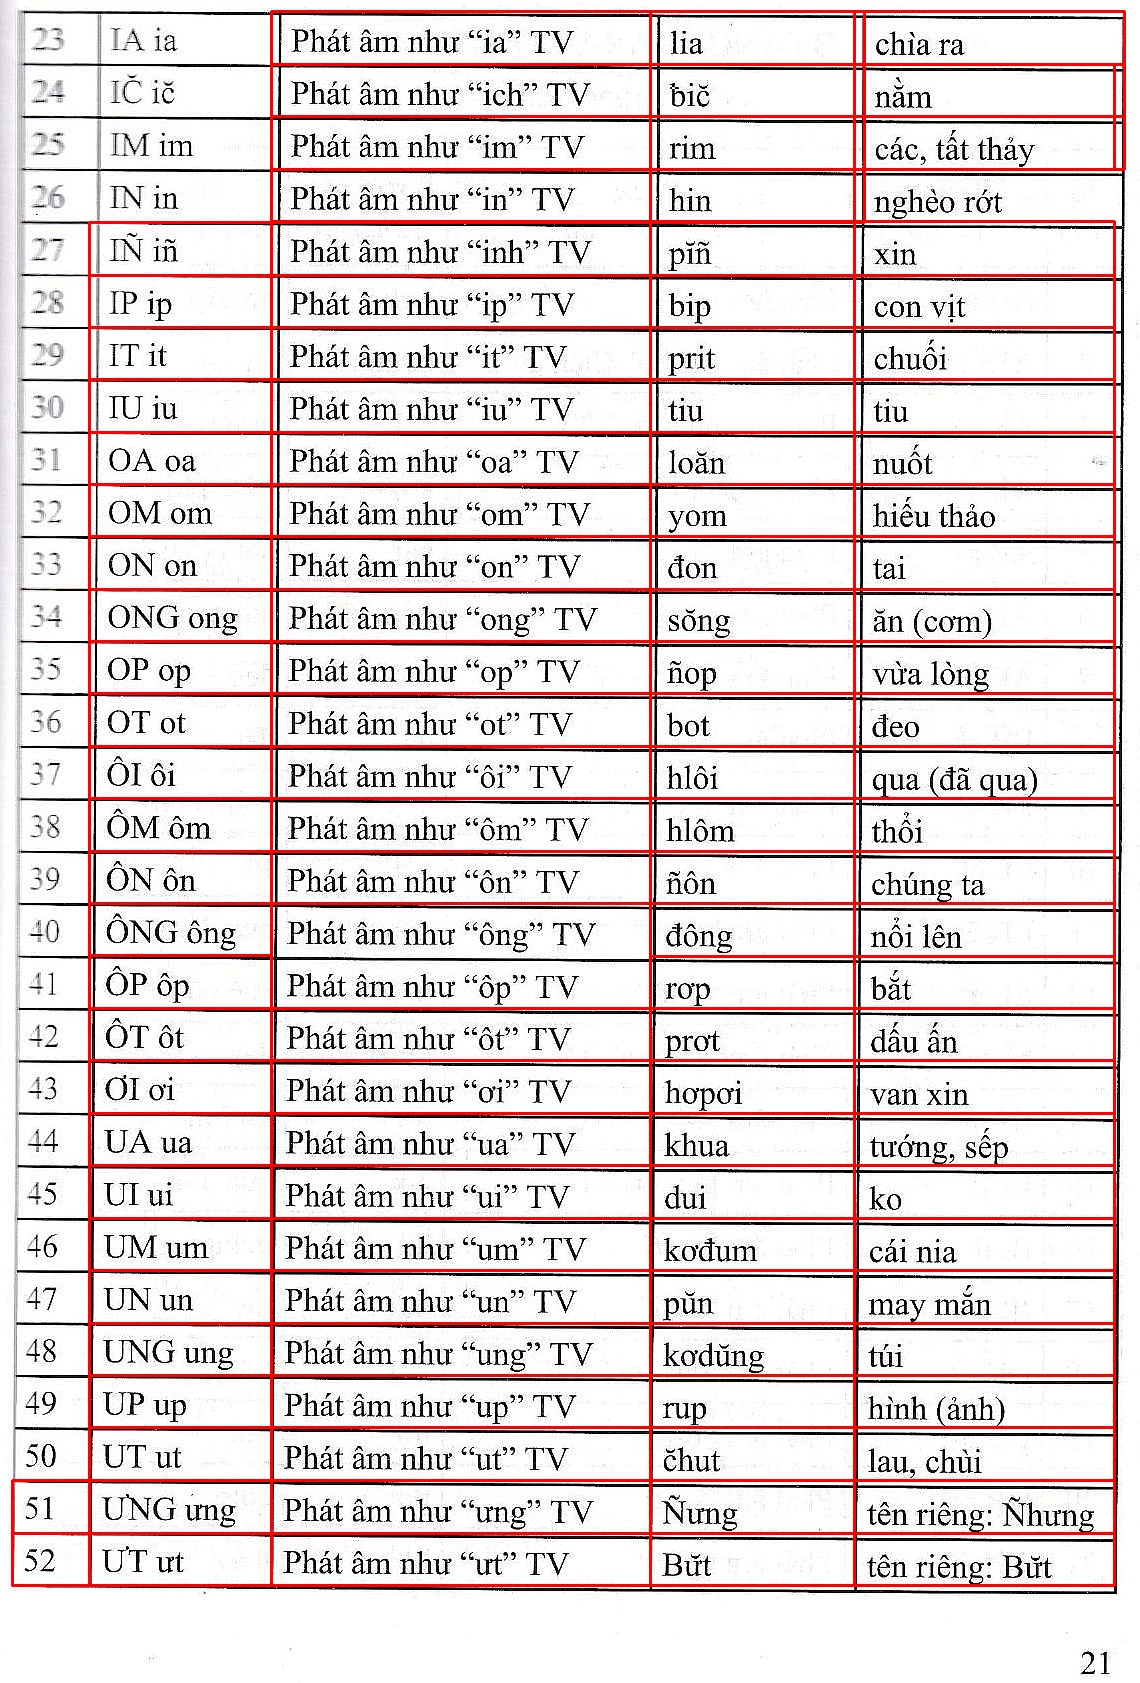 23 IA ia Phát âm như “ia” TV lia chìa ra
24 IČ ič Phát âm như “ich” TV ƀič nằm
25 IM im Phát âm như “im” TV rim các, tất thảy
26 IN in Phát âm như “in” TV hin nghèo rớt
27 IÑ iñ Phát âm như “inh” TV pĭñ xin
28 IP ip Phát âm như “ip” TV bip con vịt
29 IT it Phát âm như “it” TV prit chuối
30 IU iu Phát âm như “iu” TV tiu tiu
31 OA oa Phát âm như “oa” TV loăn nuốt
32 OM om Phát âm như “om” TV yom hiếu thảo
33 ON on Phát âm như “on” TV đon tai
34 ONG ong Phát âm như “ong” TV sŏng ăn (cơm)
35 OP op Phát âm như “op” TV ñop vừa lòng
36 OT ot Phát âm như “ot” TV bot đeo
37 ÔI ôi Phát âm như “ôi” TV hlôi qua (đã qua)
38 ÔM ôm Phát âm như “ôm” TV hlôm thổi
39 ÔN ôn Phát âm như “ôn” TV ñôn chúng ta
40 ÔNG ông Phát âm như “ông” TV đông nổi lên
41 ÔP ôp Phát âm như “ôp” TV rơp bắt
42 ÔT ôt Phát âm như “ôt” TV prơt dấu ấn
43 ƠI ơi Phát âm như “ơi” TV hơpơi van xin
44 UA ua Phát âm như “ua” TV khua tướng, sếp
45 UI ui Phát âm như “ui” TV dui ko
46 UM um Phát âm như “um” TV kơđum cái nia
47 UN un Phát âm như “un” TV pŭn may mắn
48 UNG ung Phát âm như “ung” TV kơdŭng túi
49 UP up Phát âm như “up” TV rup hình (ảnh)
50 UT ut Phát âm như “ut” TV čhut lau, chùi
51 ƯNG ưng Phát âm như “ưng” TV Ñưng tên riêng: Ñhưng
52 ƯT ưt Phát âm như “ưt” TV Bư̆t tên riêng: Bư̆t
21